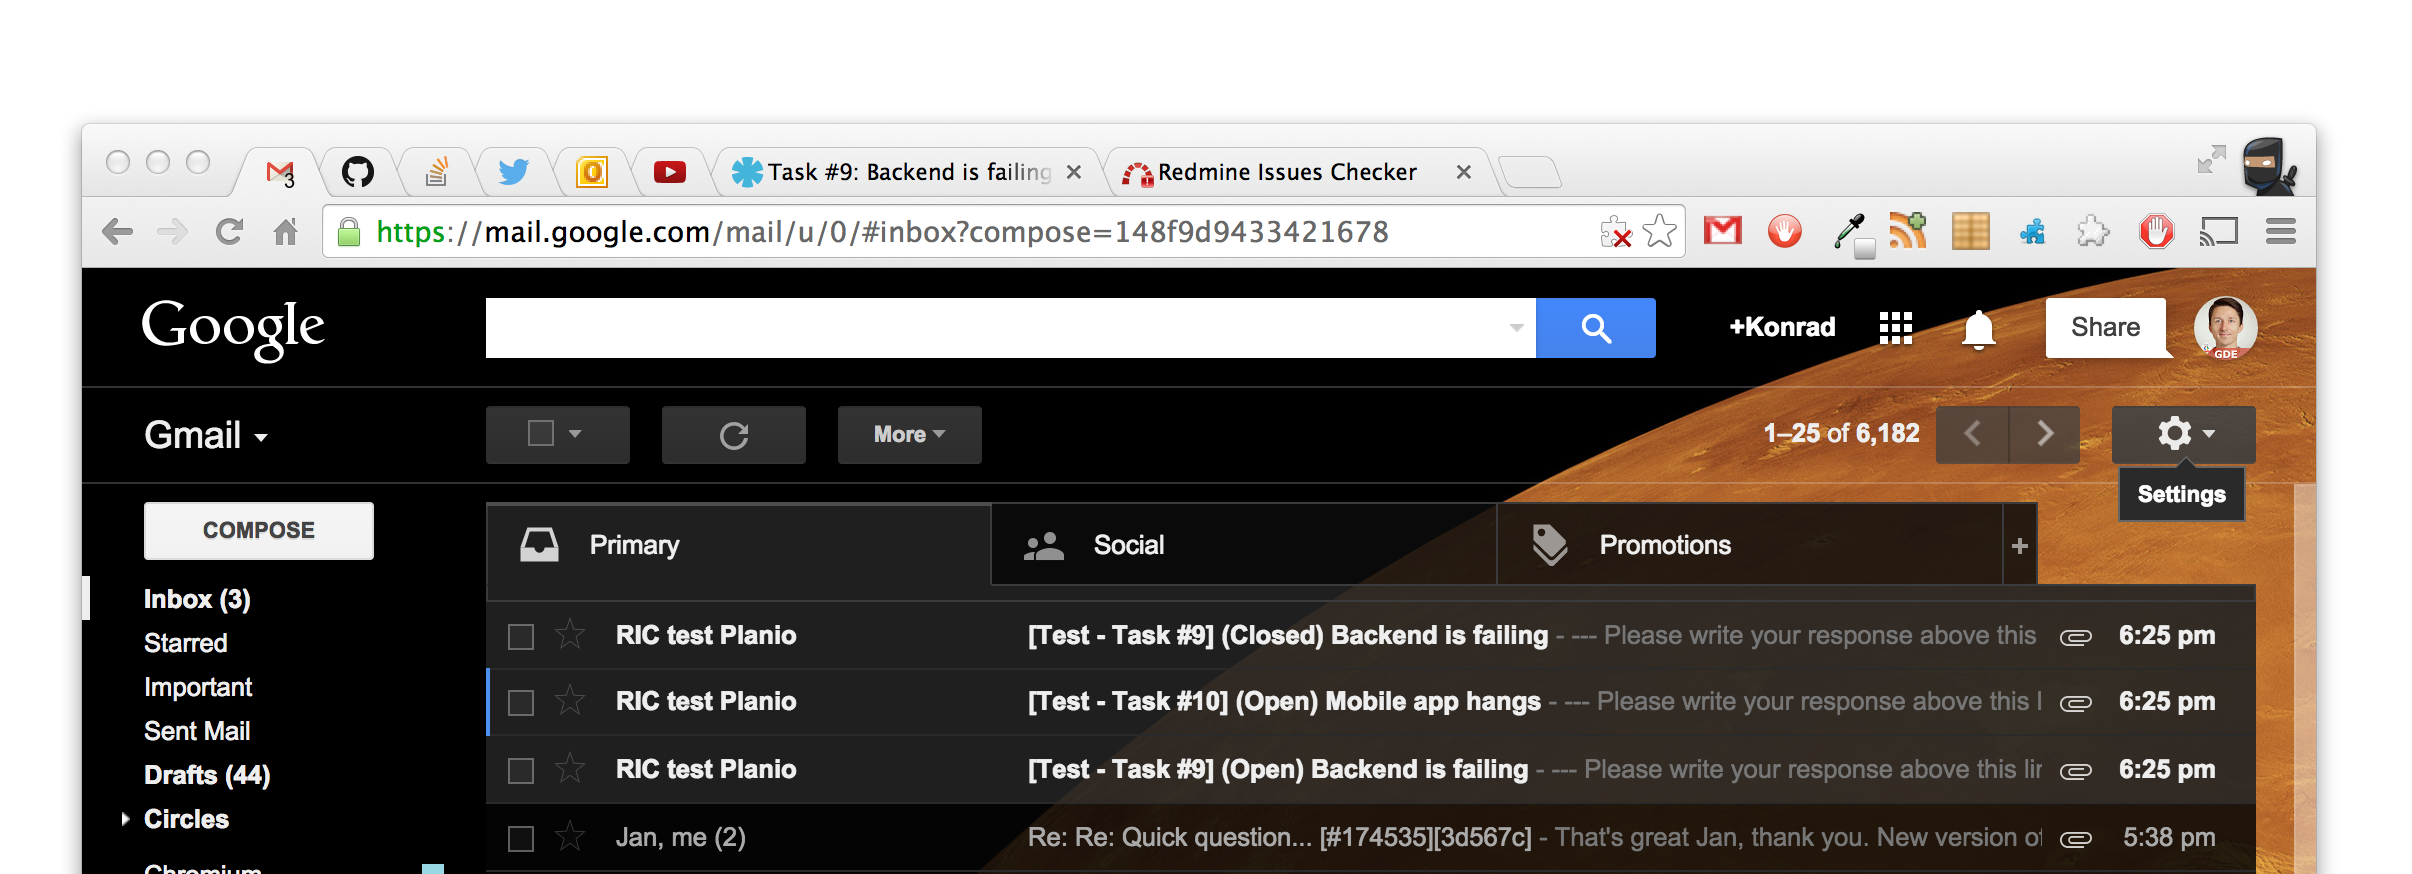 3
Task #9: Backend is failing
Redmine Issues Checker
https://mail.google.com/mail/u/0/#inbox?compose=148f9d9433421678
Google
+Konrad
Share
GDE
Gmail
More
1–25 of 6,182
Settings
COMPOSE
Primary
Social
Promotions
+
Inbox (3)
Starred
Important
Sent Mail
Drafts (44)
Circles
Chromium
RIC test Planio [Test - Task #9] (Closed) Backend is failing - --- Please write your response above this 6:25 pm
RIC test Planio [Test - Task #10] (Open) Mobile app hangs - --- Please write your response above this l 6:25 pm
RIC test Planio [Test - Task #9] (Open) Backend is failing - --- Please write your response above this lin 6:25 pm
Jan, me (2) Re: Re: Quick question... [#174535][3d567c] - That's great Jan, thank you. New version of 5:38 pm